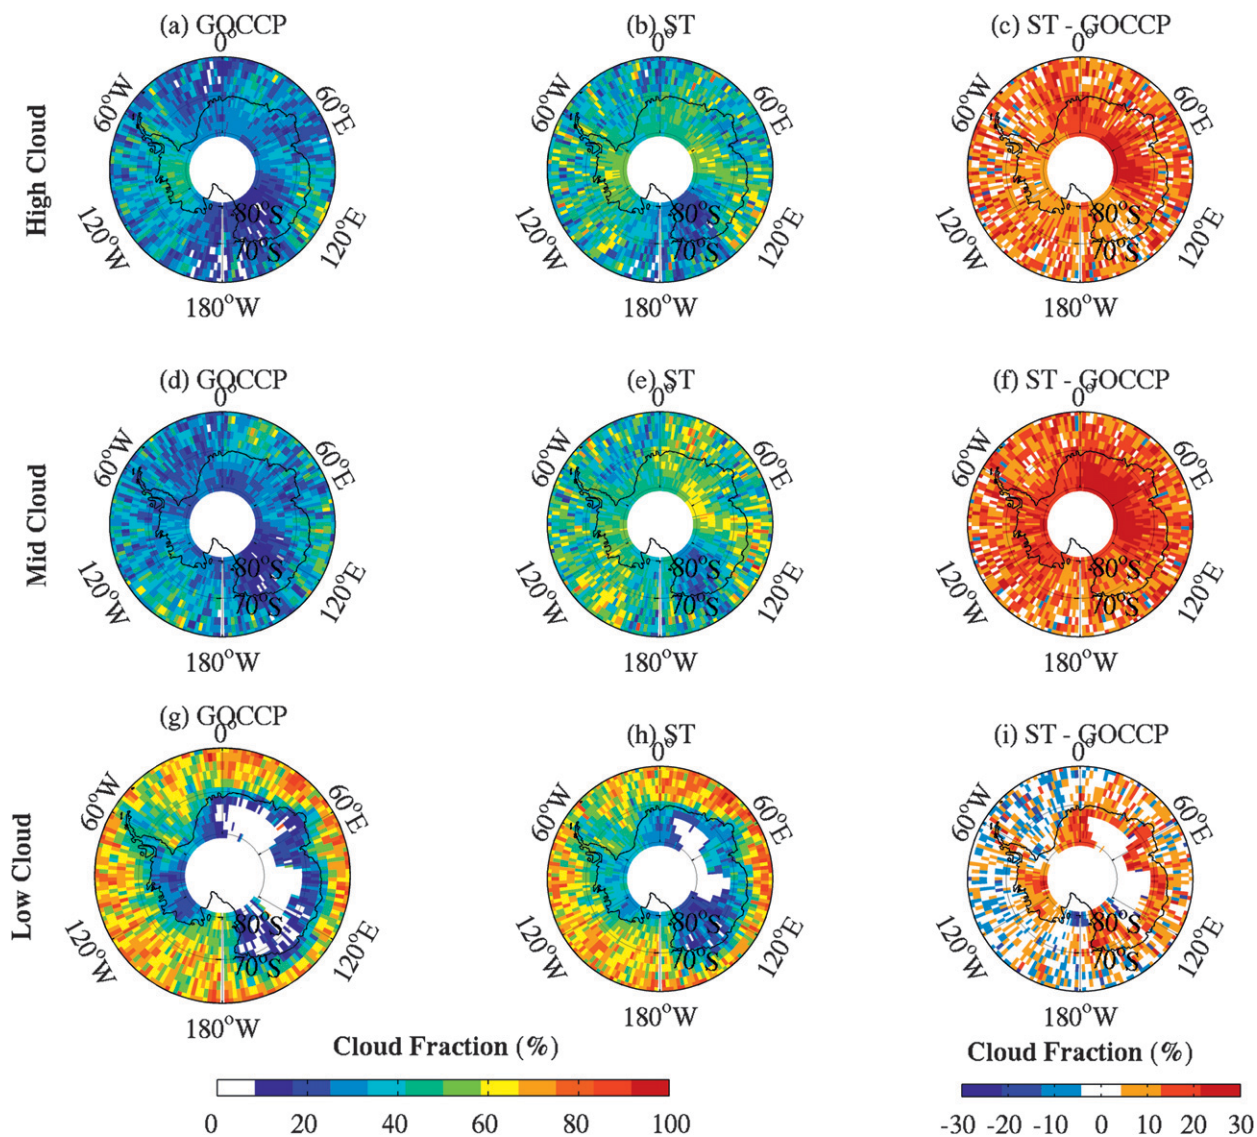 (a) GOCCP (b) ST (c) ST - GOCCP
0° 0° 0°
60°W 60°E 60°W 60°E 60°W 60°E
High Cloud
80°S 80°S 80°S
70°S 70°S 70°S
120°W 120°E 120°W 120°E 120°W 120°E
180°W 180°W 180°W
(d) GOCCP (e) ST (f) ST - GOCCP
0° 0° 0°
60°W 60°E 60°W 60°E 60°W 60°E
Mid Cloud
80°S 80°S 80°S
70°S 70°S 70°S
120°W 120°E 120°W 120°E 120°W 120°E
180°W 180°W 180°W
(g) GOCCP (h) ST (i) ST - GOCCP
0° 0° 0°
60°W 60°E 60°W 60°E 60°W 60°E
Low Cloud
80°S 80°S 80°S
70°S 70°S 70°S
120°W 120°E 120°W 120°E 120°W 120°E
180°W 180°W 180°W
Cloud Fraction (%) Cloud Fraction (%)
0 20 40 60 80 100 -30 -20 -10 0 10 20 30